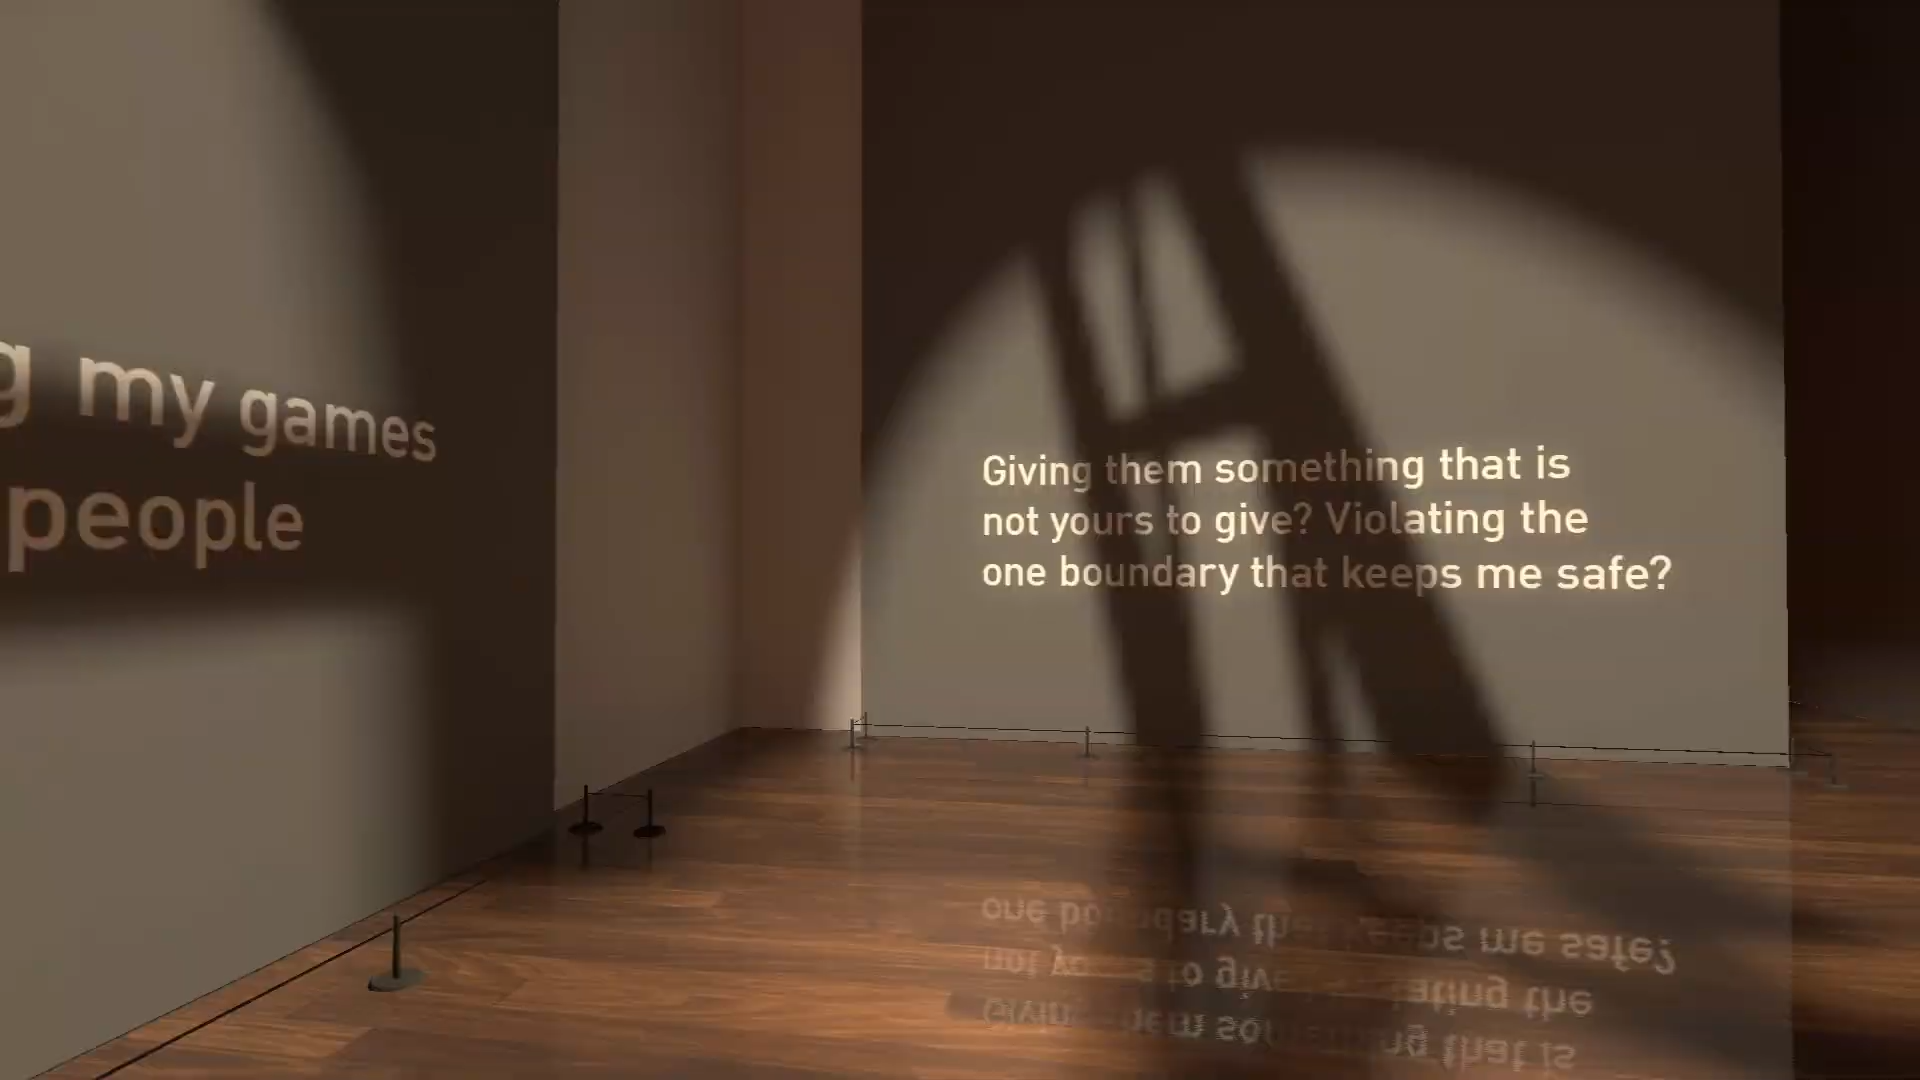 g my games
people
Giving them something that is
not yours to give? Violating the
one boundary that keeps me safe?